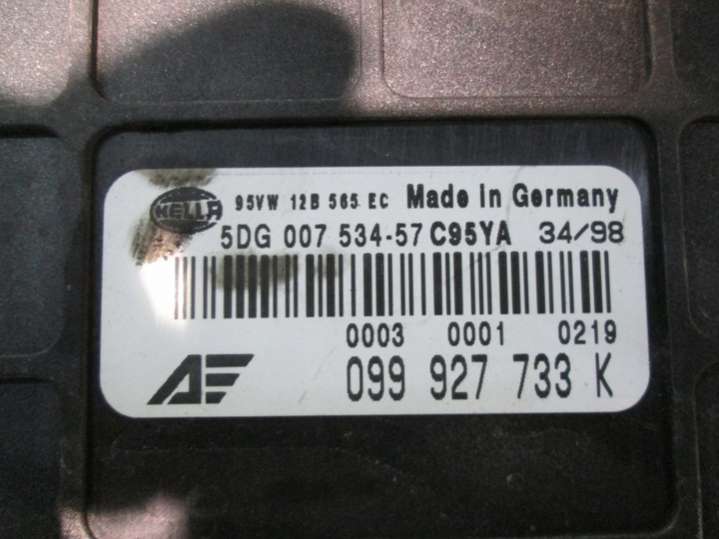 HELLA 95VW 12B 565 EC Made in Germany
5DG 007 534-57 C95YA 34/98
0003 0001 0219
AE 099 927 733 K